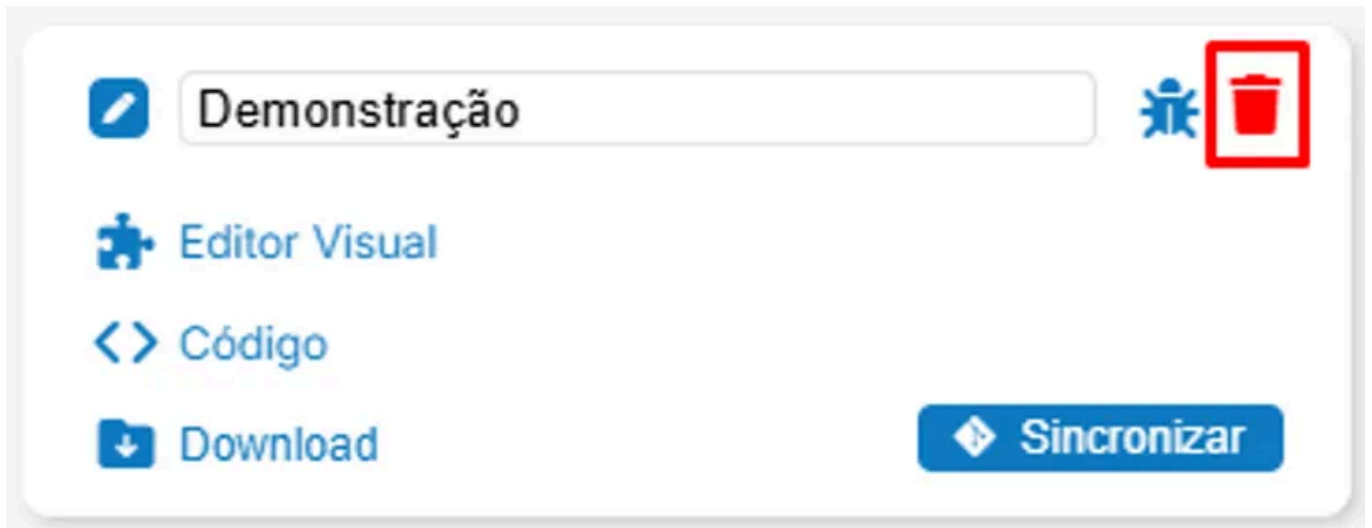 Demonstração
Editor Visual
Código
Download
Sincronizar